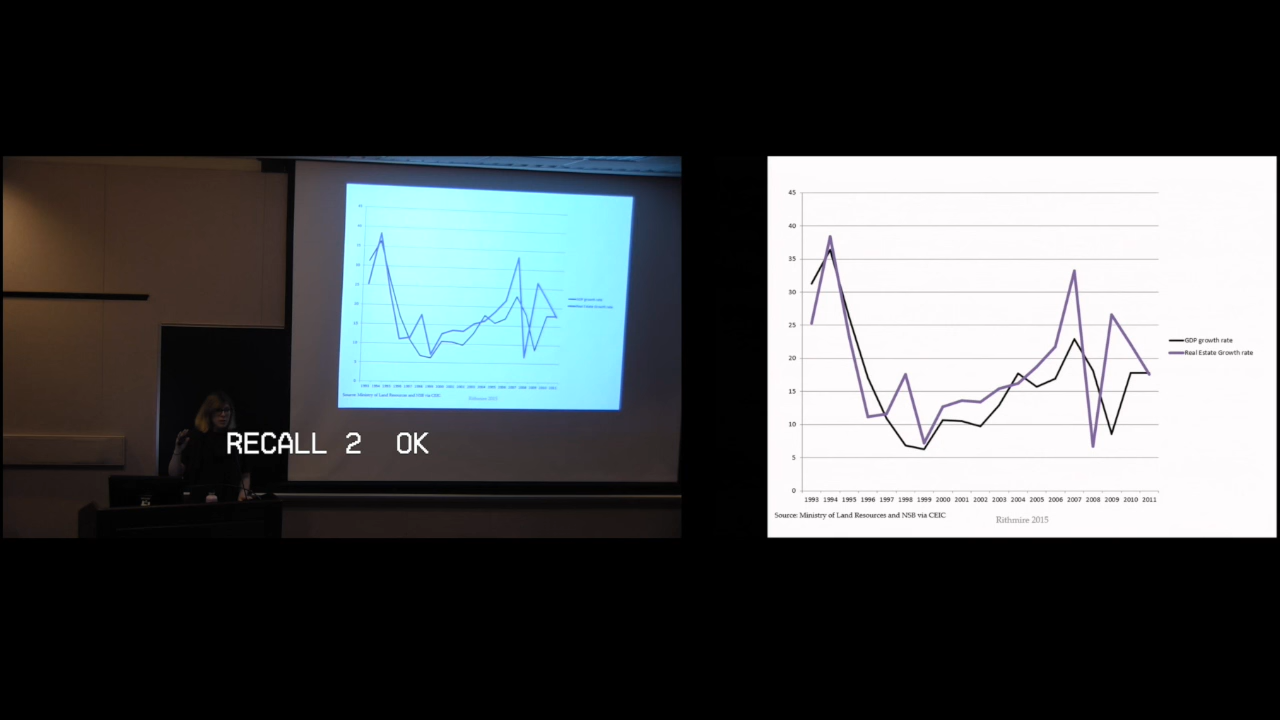 RECALL 2 OK
45
40
35
30
25
20
15
10
5
0
1993 1994 1995 1996 1997 1998 1999 2000 2001 2002 2003 2004 2005 2006 2007 2008 2009 2010 2011
GDP growth rate
Real Estate Growth rate
Source: Ministry of Land Resources and NSB via CEIC
Rithmire 2015